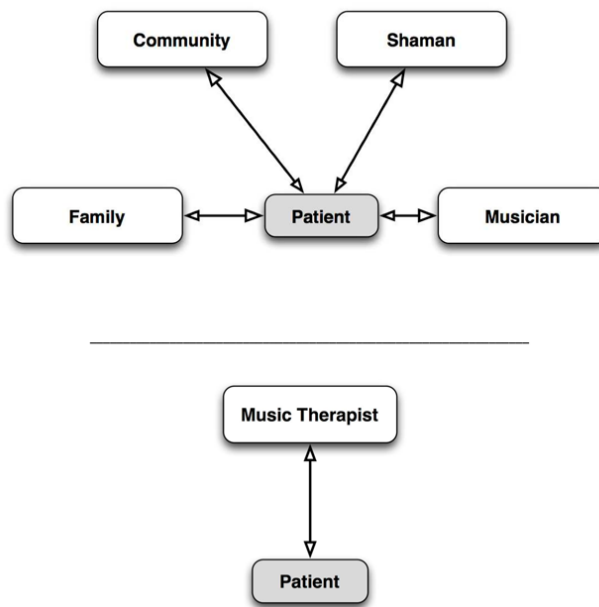 Community
Shaman
Family
Patient
Musician
Music Therapist
Patient